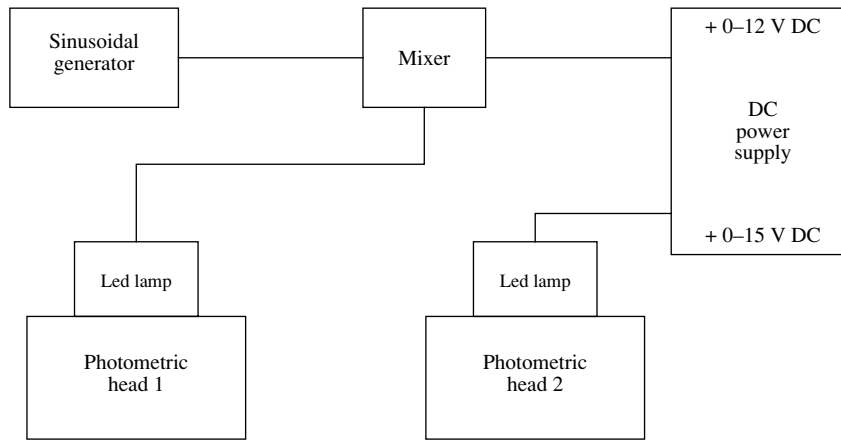 Sinusoidal
generator
Mixer
+ 0–12 V DC
DC
power
supply
+ 0–15 V DC
Led lamp
Led lamp
Photometric
head 1
Photometric
head 2